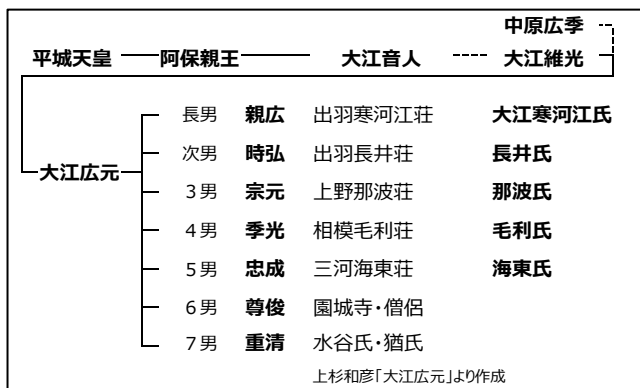 中原広季
平城天皇 阿保親王 大江音人 大江維光
大江広元
長男 親広 出羽寒河江荘 大江寒河江氏
次男 時弘 出羽長井荘 長井氏
3男 宗元 上野那波荘 那波氏
4男 季光 相模毛利荘 毛利氏
5男 忠成 三河海東荘 海東氏
6男 尊俊 園城寺・僧侶
7男 重清 水谷氏・猶氏
上杉和彦「大江広元」より作成